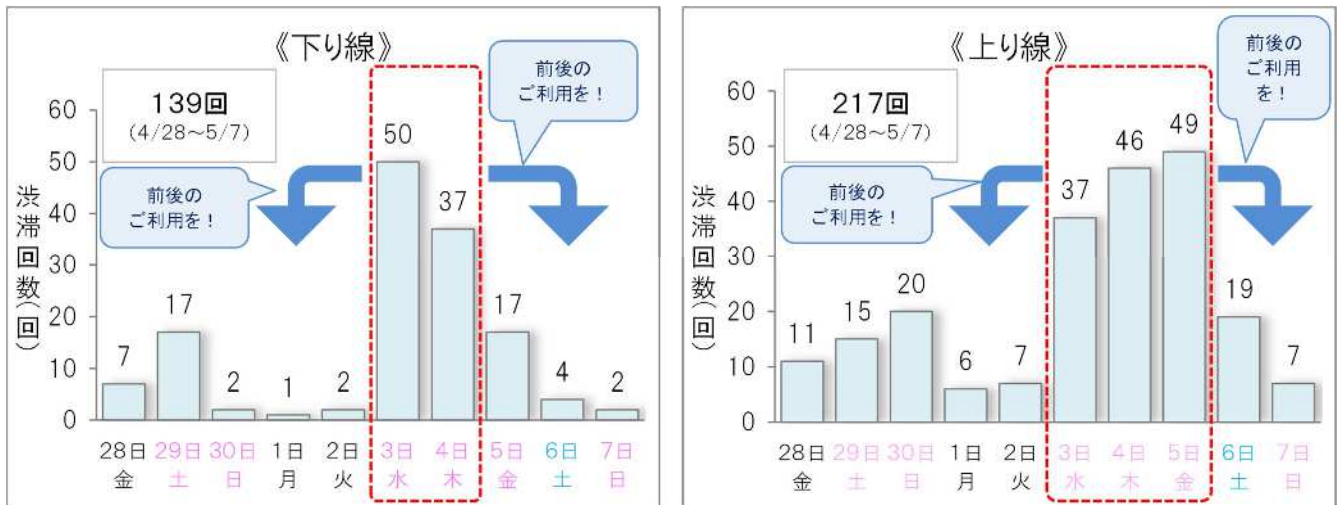 《下り線》
139回
(4/28～5/7)
前後の
ご利用を！
前後の
ご利用を！
渋滞回数(回)
60
50
40
30
20
10
0
7
17
2
1
2
50
37
17
4
2
28日 29日 30日 1日 2日 3日 4日 5日 6日 7日
金 土 日 月 火 水 木 金 土 日
《上り線》
217回
(4/28～5/7)
前後の
ご利用
を！
前後の
ご利用を！
渋滞回数(回)
60
50
40
30
20
10
0
11
15
20
6
7
37
46
49
19
7
28日 29日 30日 1日 2日 3日 4日 5日 6日 7日
金 土 日 月 火 水 木 金 土 日